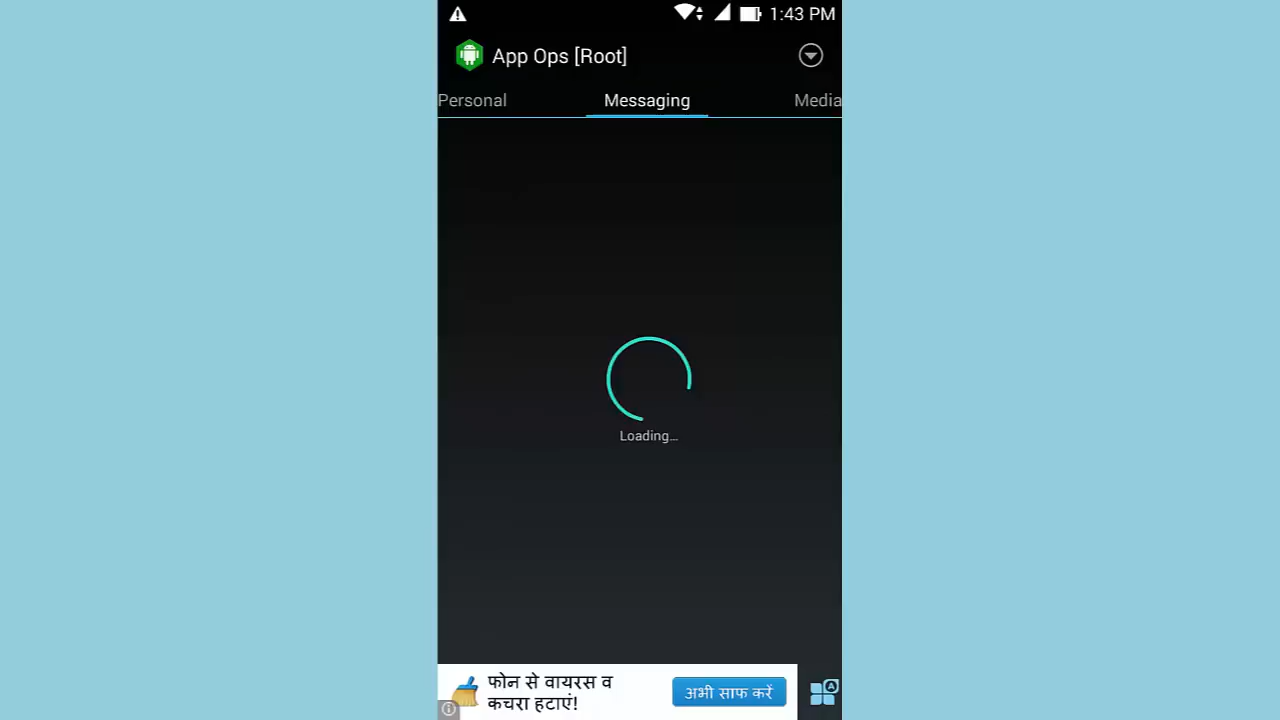 1:43 PM
App Ops [Root]
Personal Messaging Media
Loading...
फोन से वायरस व
कचरा हटाएं!
अभी साफ करें